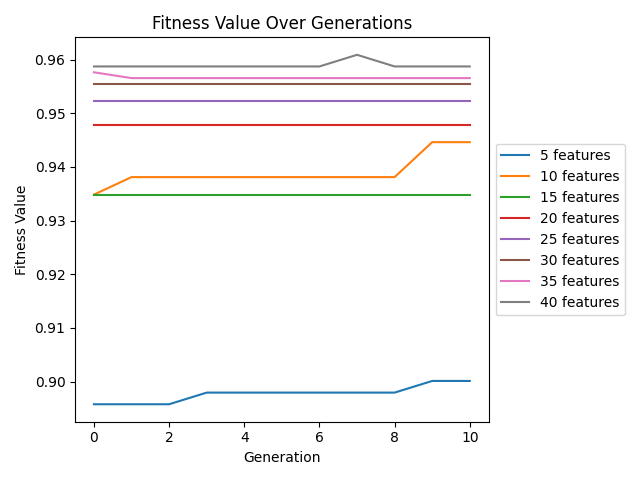 Fitness Value Over Generations
Fitness Value
0.96
0.95
0.94
0.93
0.92
0.91
0.90
0
2
4
6
8
10
Generation
5 features
10 features
15 features
20 features
25 features
30 features
35 features
40 features